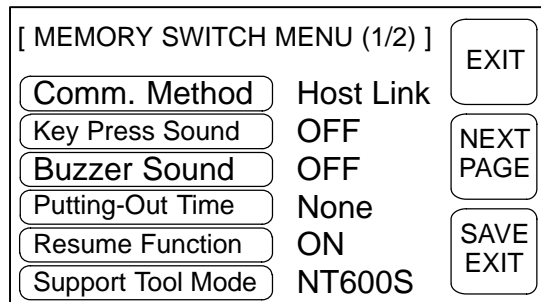 [ MEMORY SWITCH MENU (1/2) ]
EXIT
Comm. Method Host Link
Key Press Sound OFF
Buzzer Sound OFF
NEXT
PAGE
Putting-Out Time None
Resume Function ON
Support Tool Mode NT600S
SAVE
EXIT